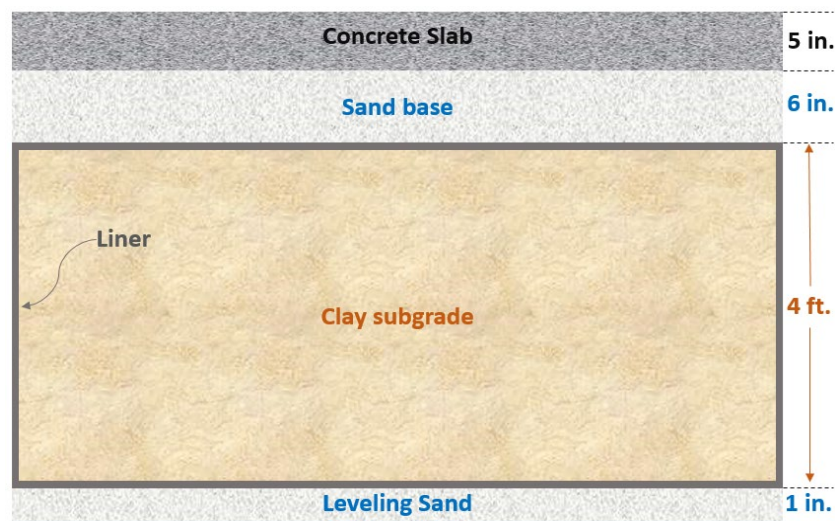 Concrete Slab
5 in.
Sand base
6 in.
Liner
Clay subgrade
4 ft.
Leveling Sand
1 in.